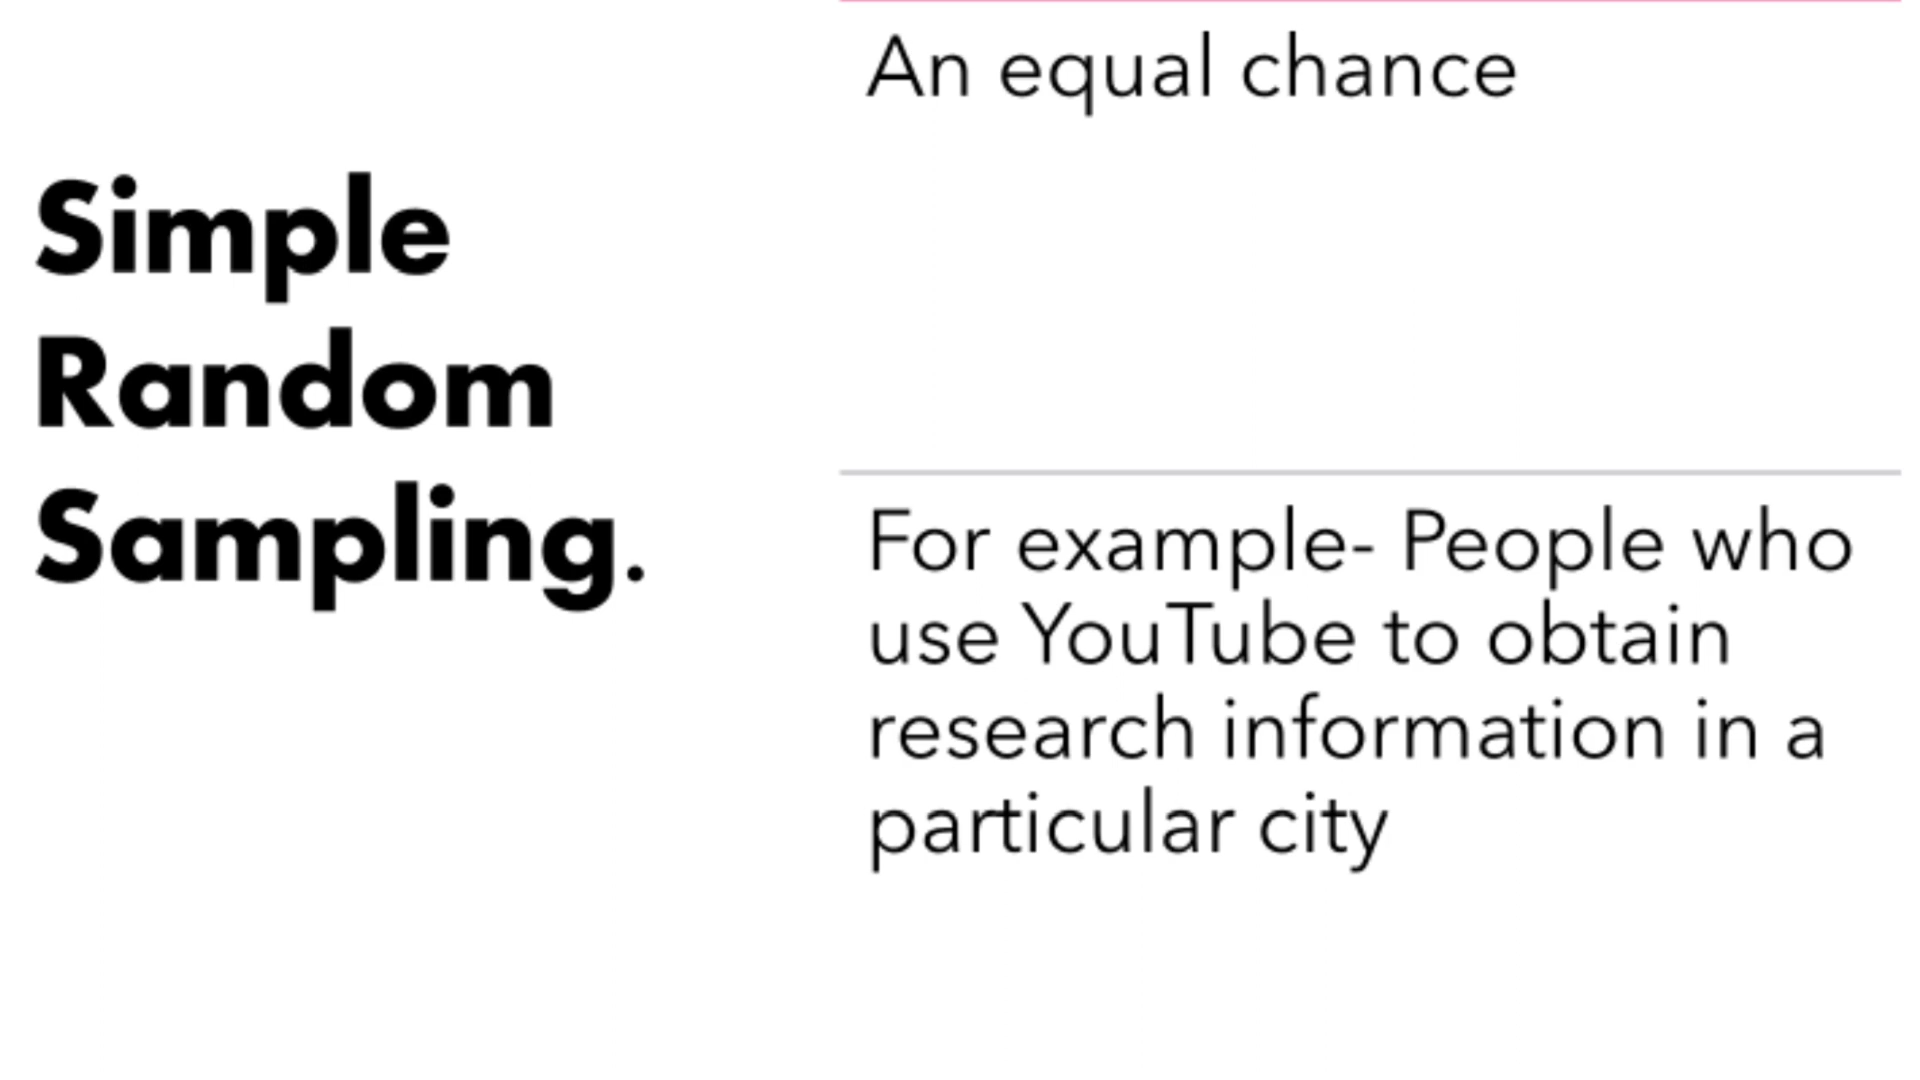 Simple
Random
Sampling.
An equal chance
For example- People who
use YouTube to obtain
research information in a
particular city